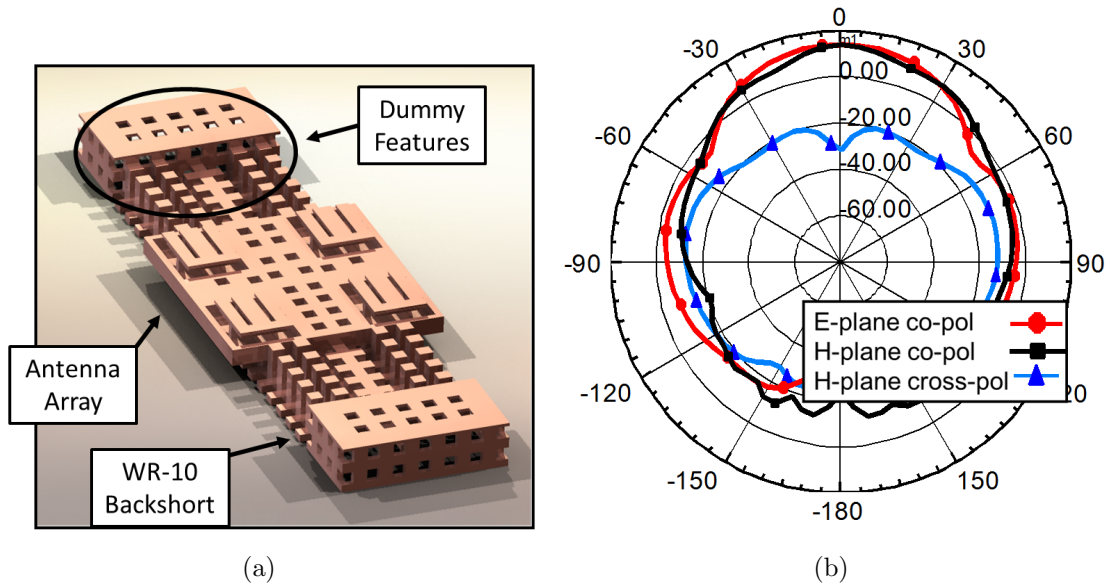 Dummy
Features
Antenna
Array
WR-10
Backshort
(a)
0
-30
30
-60
60
-90
90
-120
20
-150
150
-180
m1
0.00
-20.00
-40.00
-60.00
E-plane co-pol
H-plane co-pol
H-plane cross-pol
(b)